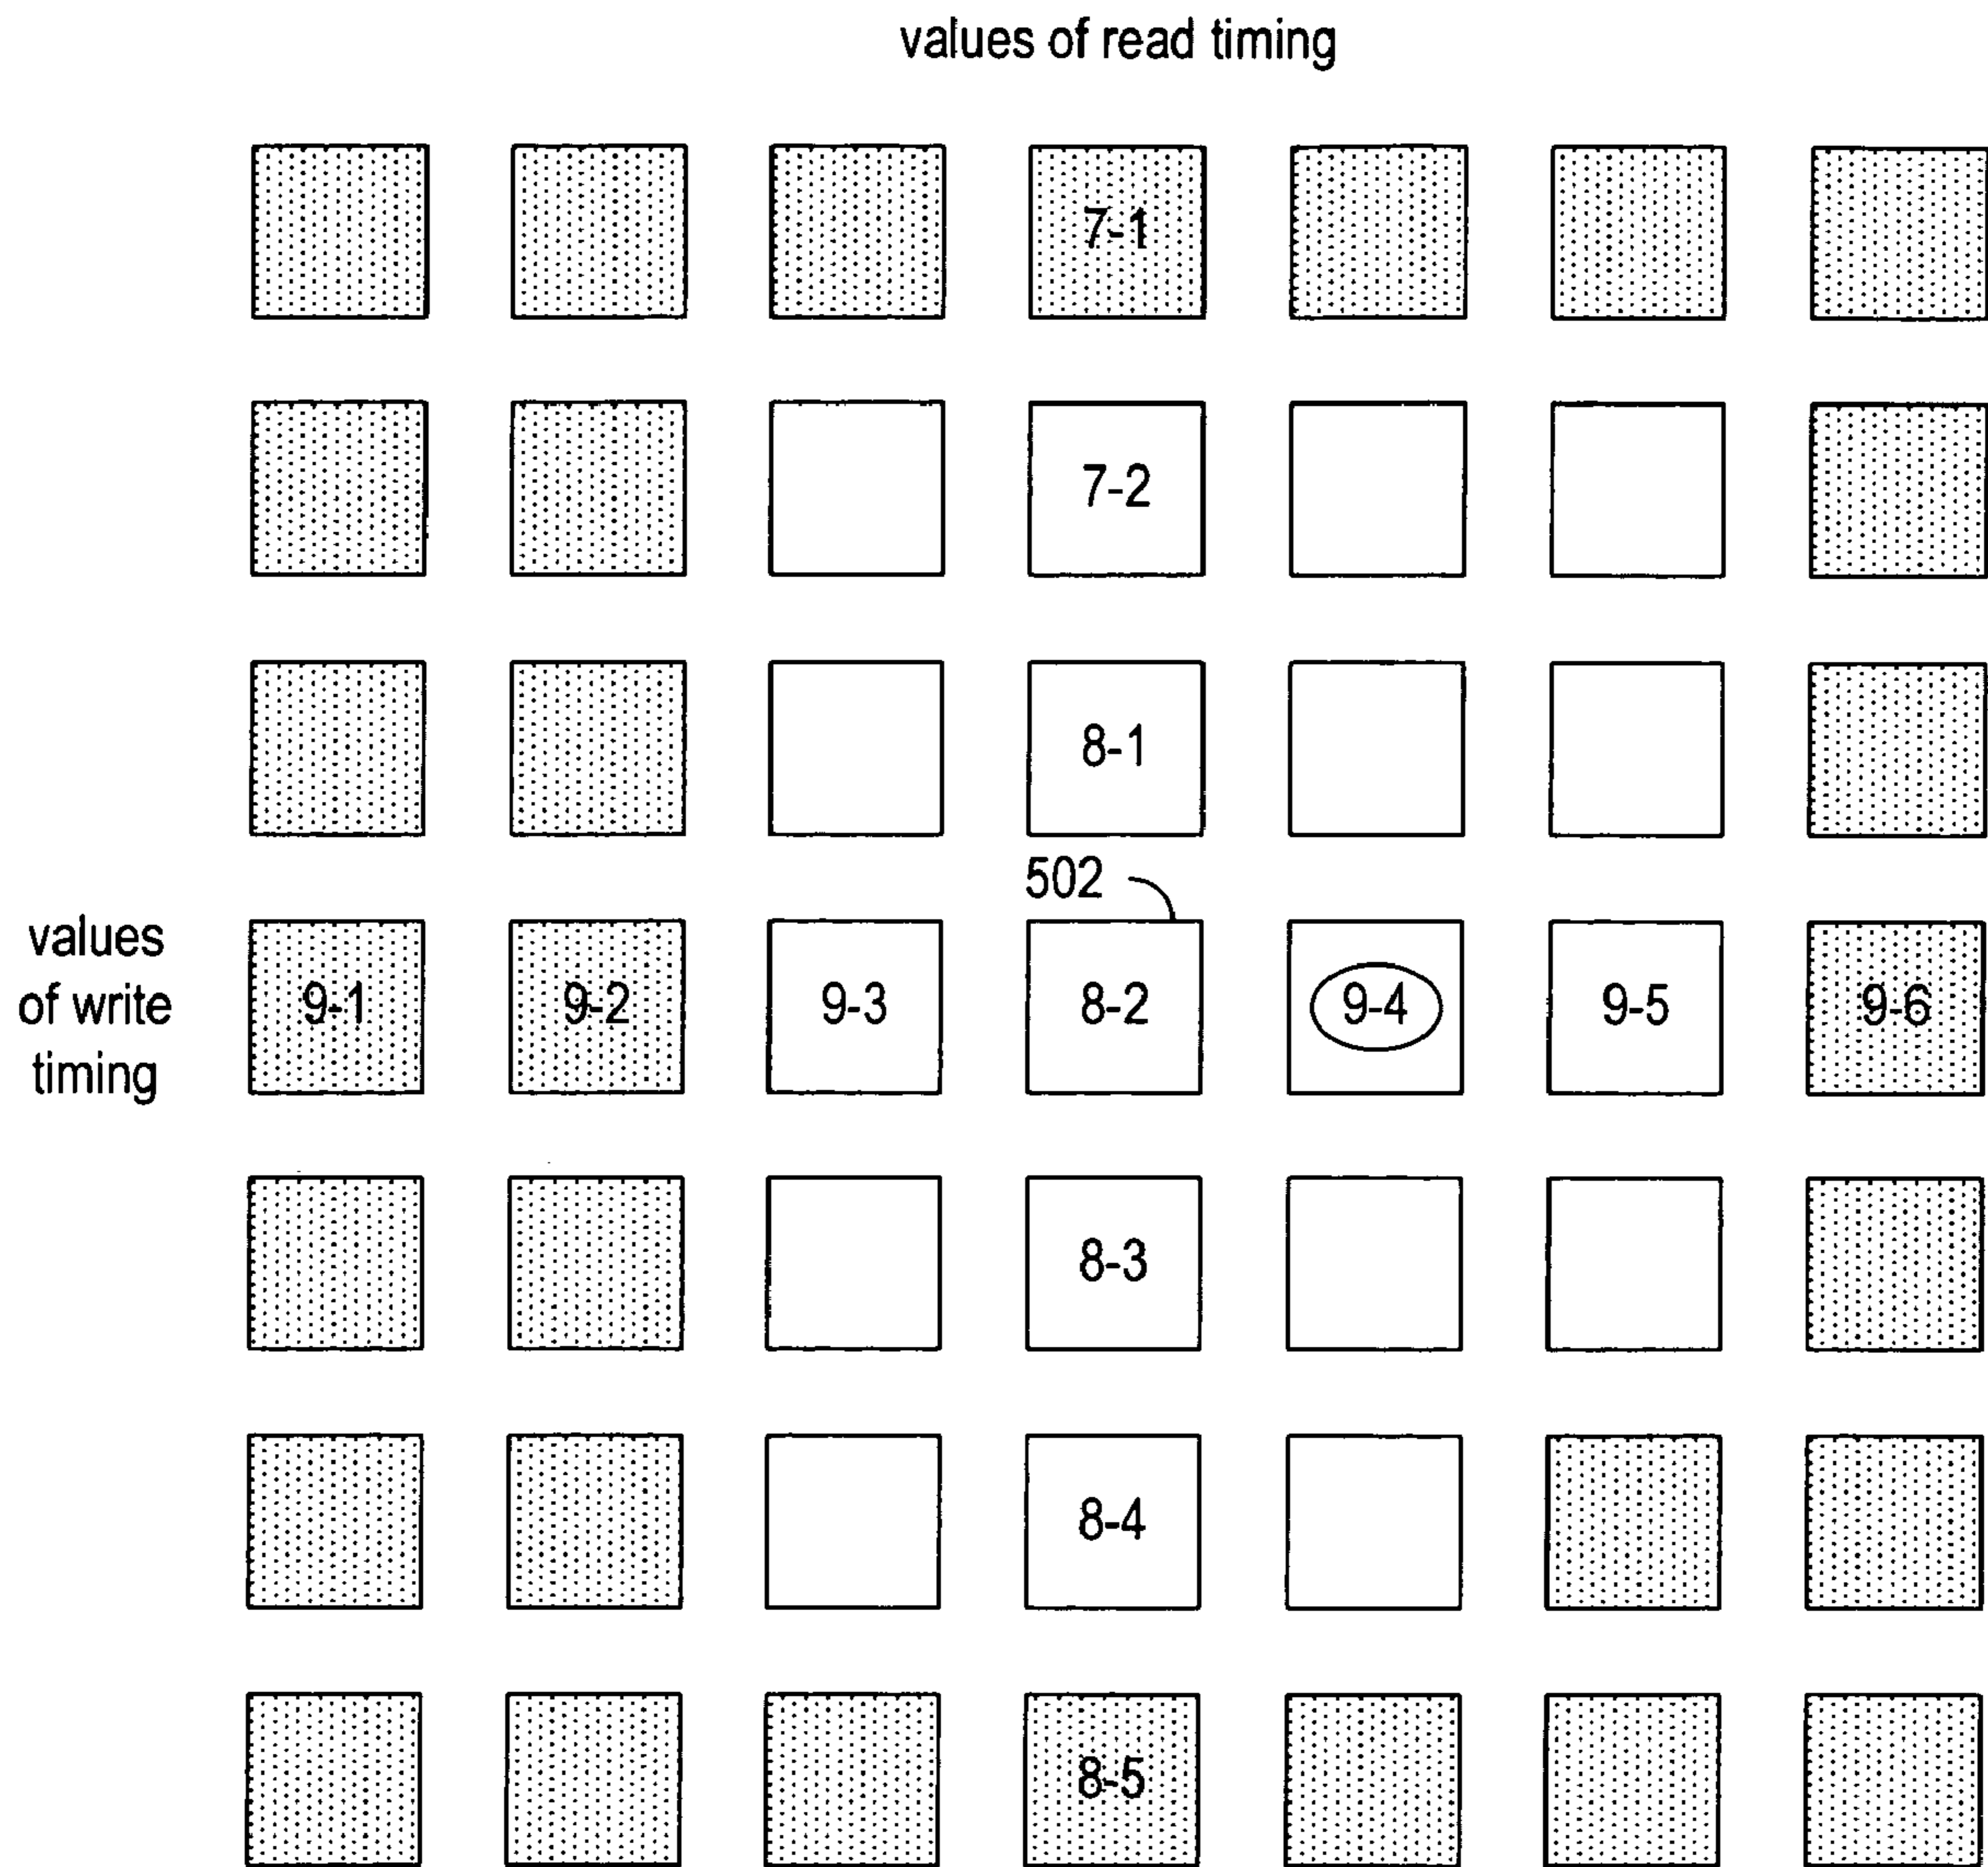 values of read timing
7-1
7-2
8-1
502
values
of write
timing
9-1 9-2 9-3 8-2 9-4 9-5 9-6
8-3
8-4
8-5